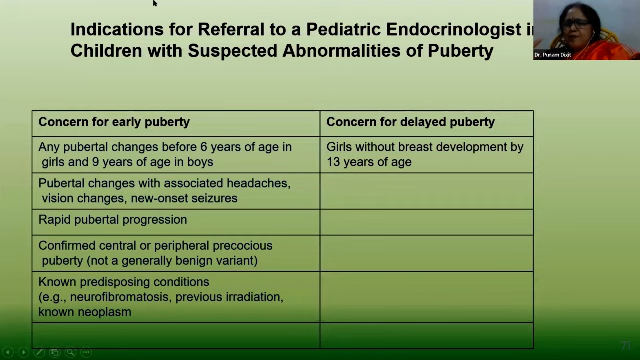 Indications for Referral to a Pediatric Endocrinologist in
Children with Suspected Abnormalities of Puberty
Dr. Punam Dixit
Concern for early puberty
Concern for delayed puberty
Any pubertal changes before 6 years of age in
girls and 9 years of age in boys
Girls without breast development by
13 years of age
Pubertal changes with associated headaches,
vision changes, new-onset seizures
Rapid pubertal progression
Confirmed central or peripheral precocious
puberty (not a generally benign variant)
Known predisposing conditions
(e.g., neurofibromatosis, previous irradiation,
known neoplasm